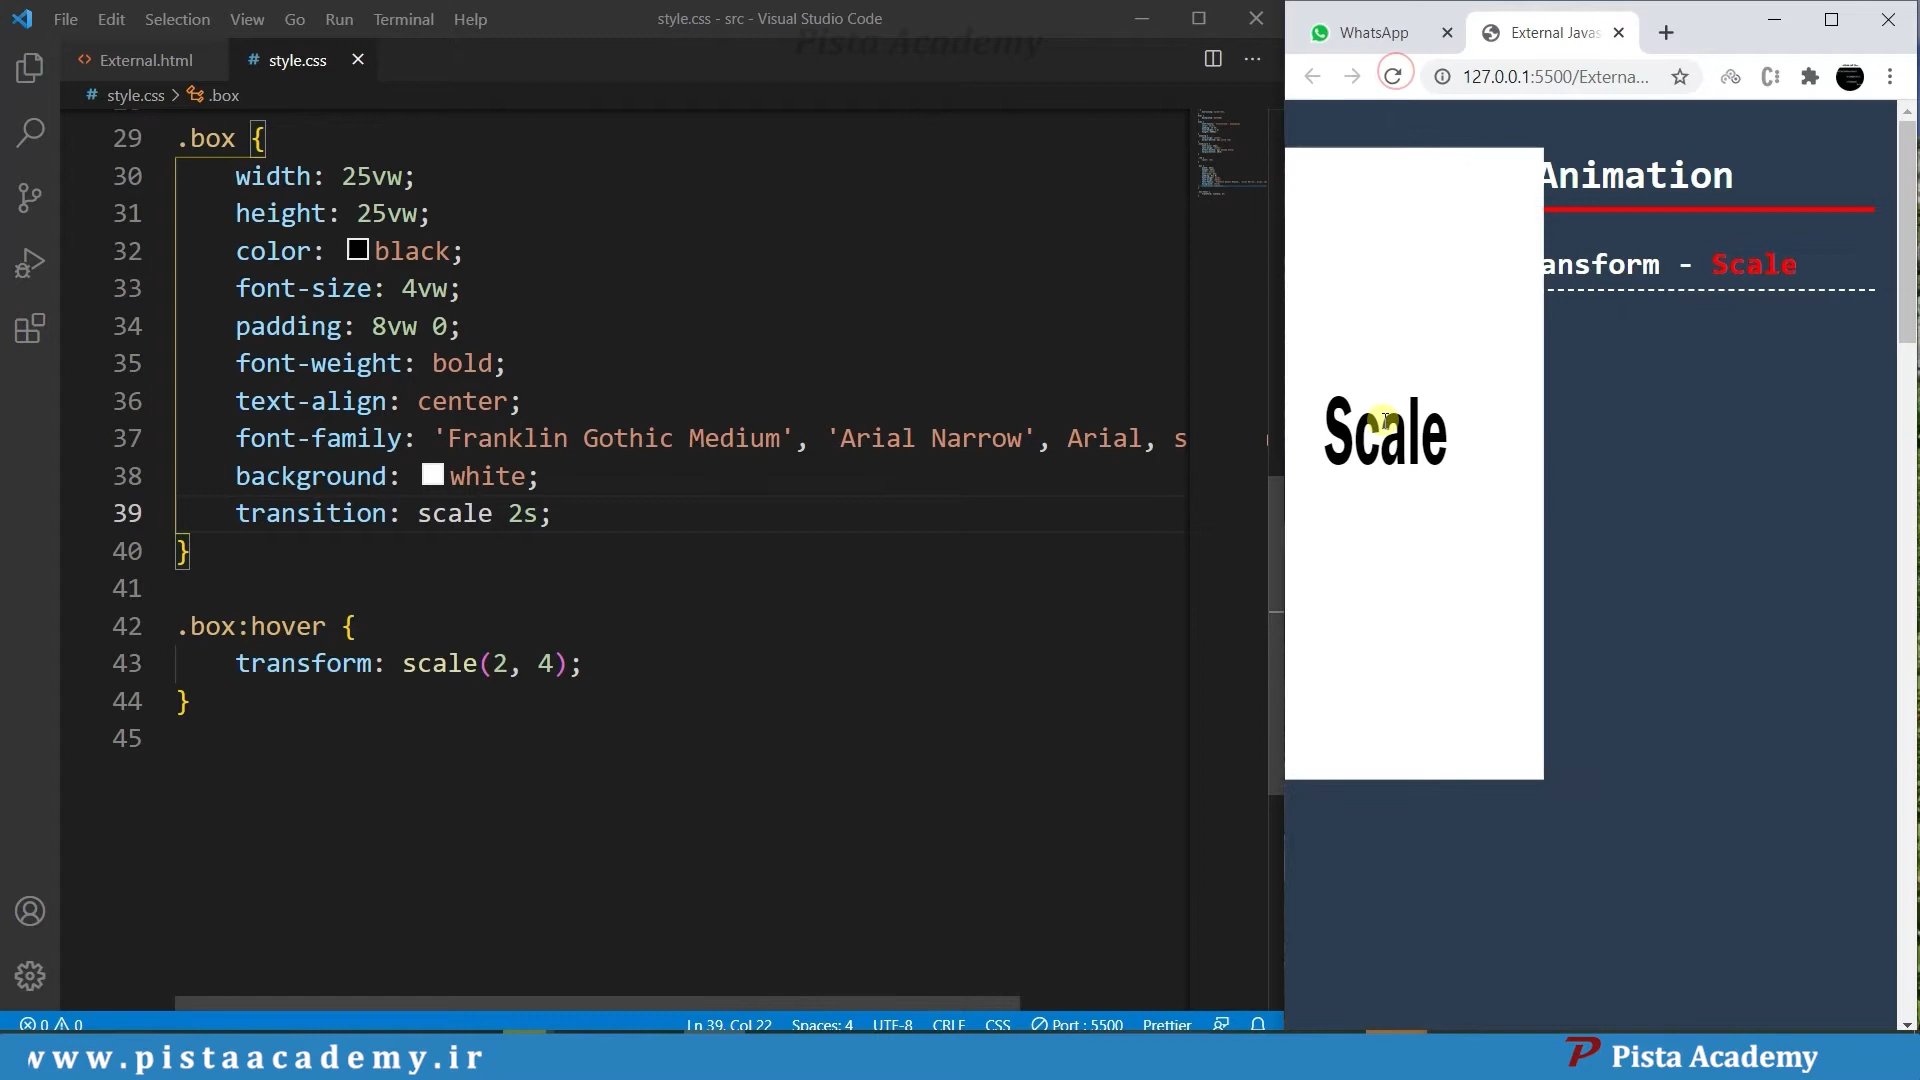 File Edit Selection View Go Run Terminal Help
style.css - src - Visual Studio Code
Pista Academy
External.html
# style.css
# style.css > .box
29 .box {
30 width: 25vw;
31 height: 25vw;
32 color: black;
33 font-size: 4vw;
34 padding: 8vw 0;
35 font-weight: bold;
36 text-align: center;
37 font-family: 'Franklin Gothic Medium', 'Arial Narrow', Arial, s
38 background: white;
39 transition: scale 2s;
40 }
41
42 .box:hover {
43 transform: scale(2, 4);
44 }
45
0 0
Ln 39, Col 22 Spaces: 4 UTF-8 CRLF CSS Port : 5500 Prettier
WhatsApp
External Javas
127.0.0.1:5500/Externa...
Animation
ansform - Scale
Scale
www.pistaacademy.ir
Pista Academy